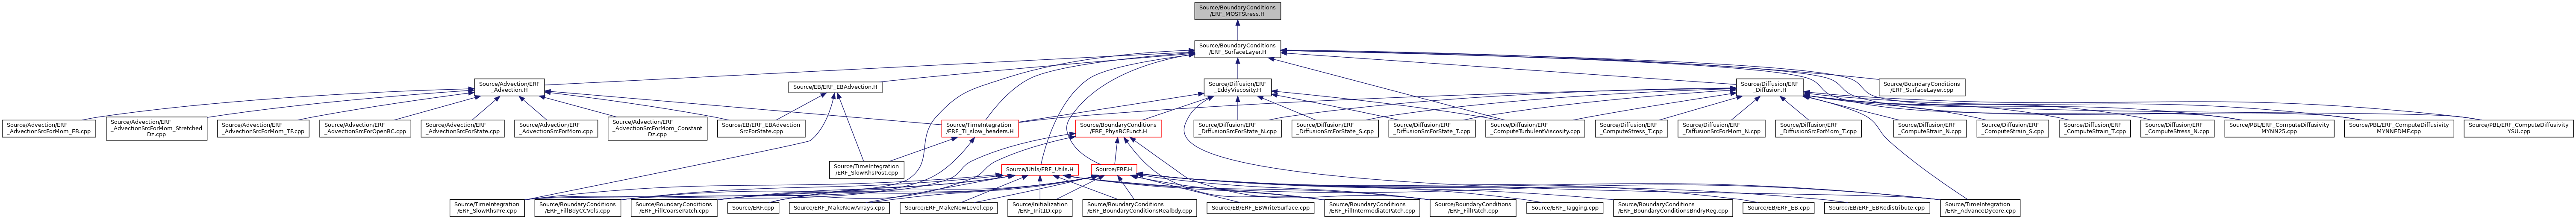 Source/BoundaryConditions
/ERF_MOSTStress.H
Source/BoundaryConditions
/ERF_SurfaceLayer.H
Source/Advection/ERF
_Advection.H
Source/EB/ERF_EBAdvection.H
Source/Diffusion/ERF
_EddyViscosity.H
Source/Diffusion/ERF
_Diffusion.H
Source/BoundaryConditions
/ERF_SurfaceLayer.cpp
Source/Advection/ERF
_AdvectionSrcForMom_EB.cpp
Source/Advection/ERF
_AdvectionSrcForMom_Stretched
Dz.cpp
Source/Advection/ERF
_AdvectionSrcForMom_TF.cpp
Source/Advection/ERF
_AdvectionSrcForOpenBC.cpp
Source/Advection/ERF
_AdvectionSrcForState.cpp
Source/Advection/ERF
_AdvectionSrcForMom.cpp
Source/Advection/ERF
_AdvectionSrcForMom_Constant
Dz.cpp
Source/EB/ERF_EBAdvection
SrcForState.cpp
Source/TimeIntegration
/ERF_TI_slow_headers.H
Source/BoundaryConditions
/ERF_PhysBCFunct.H
Source/Diffusion/ERF
_DiffusionSrcForState_N.cpp
Source/Diffusion/ERF
_DiffusionSrcForState_S.cpp
Source/Diffusion/ERF
_DiffusionSrcForState_T.cpp
Source/Diffusion/ERF
_ComputeTurbulentViscosity.cpp
Source/Diffusion/ERF
_ComputeStress_T.cpp
Source/Diffusion/ERF
_DiffusionSrcForMom_N.cpp
Source/Diffusion/ERF
_DiffusionSrcForMom_T.cpp
Source/Diffusion/ERF
_ComputeStrain_N.cpp
Source/Diffusion/ERF
_ComputeStrain_S.cpp
Source/Diffusion/ERF
_ComputeStrain_T.cpp
Source/Diffusion/ERF
_ComputeStress_N.cpp
Source/PBL/ERF_ComputeDiffusivity
MYNN25.cpp
Source/PBL/ERF_ComputeDiffusivity
MYNNEDMF.cpp
Source/PBL/ERF_ComputeDiffusivity
YSU.cpp
Source/TimeIntegration
/ERF_SlowRhsPost.cpp
Source/Utils/ERF_Utils.H
Source/ERF.H
Source/TimeIntegration
/ERF_SlowRhsPre.cpp
Source/BoundaryConditions
/ERF_FillBdyCCVels.cpp
Source/BoundaryConditions
/ERF_FillCoarsePatch.cpp
Source/ERF.cpp
Source/ERF_MakeNewArrays.cpp
Source/ERF_MakeNewLevel.cpp
Source/Initialization
/ERF_Init1D.cpp
Source/BoundaryConditions
/ERF_BoundaryConditionsRealbdy.cpp
Source/EB/ERF_EBWriteSurface.cpp
Source/BoundaryConditions
/ERF_FillIntermediatePatch.cpp
Source/BoundaryConditions
/ERF_FillPatch.cpp
Source/ERF_Tagging.cpp
Source/BoundaryConditions
/ERF_BoundaryConditionsBndryReg.cpp
Source/EB/ERF_EB.cpp
Source/EB/ERF_EBRedistribute.cpp
Source/TimeIntegration
/ERF_AdvanceDycore.cpp